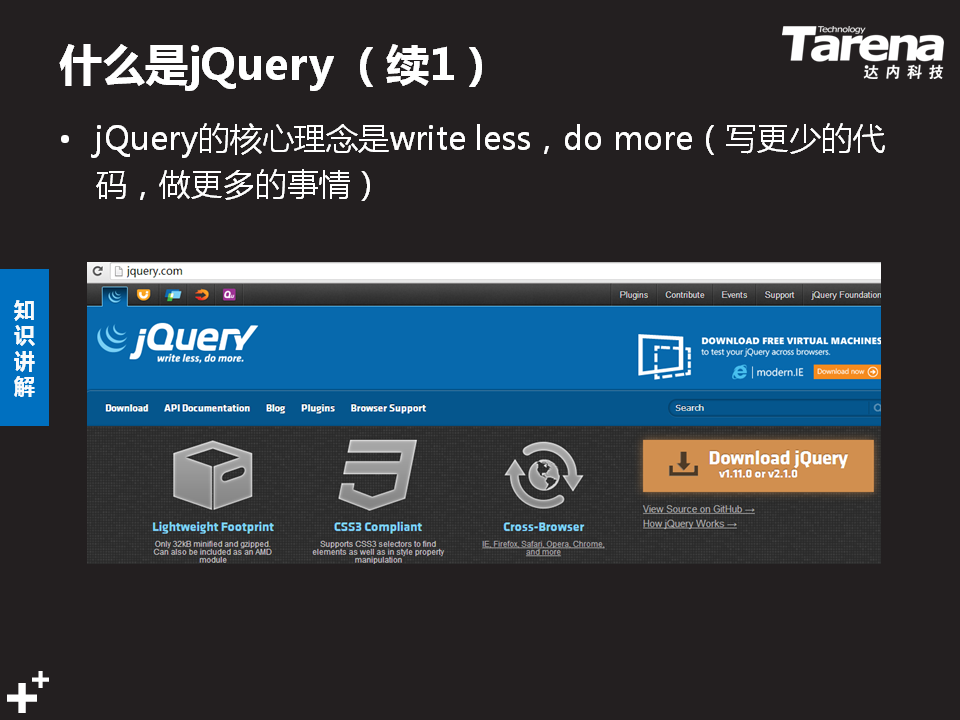 什么是jQuery（续1）
Technology
Tarena
达内科技
• jQuery的核心理念是write less，do more（写更少的代
码，做更多的事情）
知
识
讲
解
jquery.com
Plugins Contribute Events Support jQuery Foundation
jQuery
write less, do more.
DOWNLOAD FREE VIRTUAL MACHINES
to test your jQuery across browsers.
modern.IE Download now
Download API Documentation Blog Plugins Browser Support
Search
Download jQuery
v1.11.0 or v2.1.0
View Source on GitHub →
How jQuery Works →
Lightweight Footprint
Only 32kB minified and gzipped.
Can also be included as an AMD
module
CSS3 Compliant
Supports CSS3 selectors to find
elements as well as in style property
manipulation
Cross-Browser
IE, Firefox, Safari, Opera, Chrome,
and more